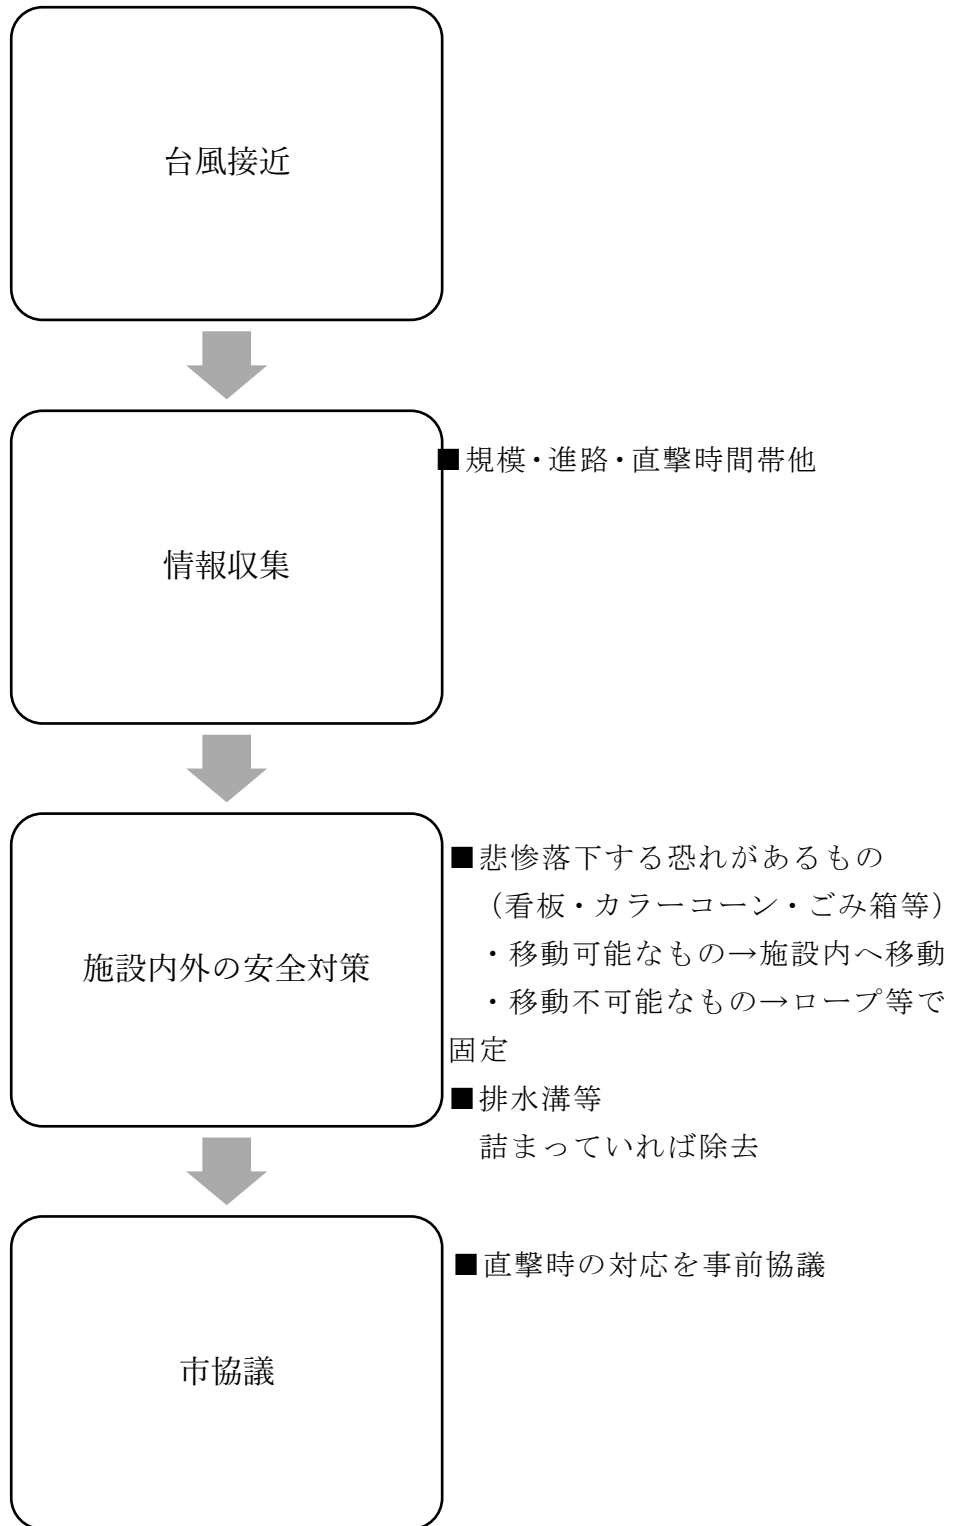 台風接近
情報収集
■規模・進路・直撃時間帯他
施設内外の安全対策
■悲惨落下する恐れがあるもの
（看板・カラーコーン・ごみ箱等）
・移動可能なもの→施設内へ移動
・移動不可能なもの→ロープ等で
固定
■排水溝等
詰まっていれば除去
市協議
■直撃時の対応を事前協議